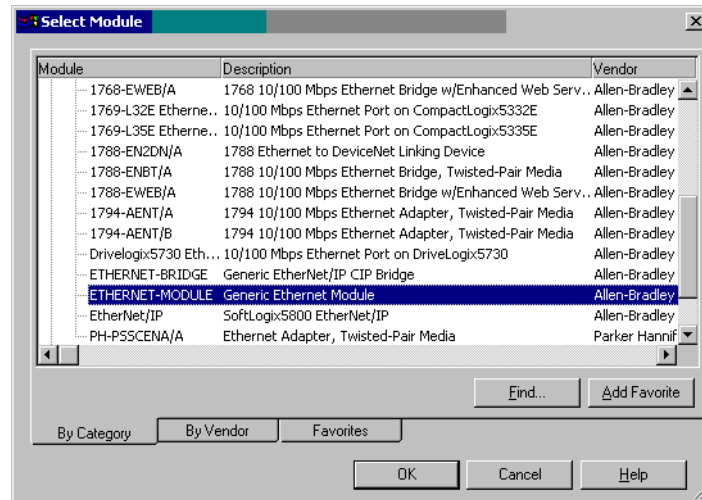 Select Module
Module Description Vendor
1768-EWEB/A 1768 10/100 Mbps Ethernet Bridge w/Enhanced Web Serv.. Allen-Bradley
1769-L32E Etherne.. 10/100 Mbps Ethernet Port on CompactLogix5332E Allen-Bradley
1769-L35E Etherne.. 10/100 Mbps Ethernet Port on CompactLogix5335E Allen-Bradley
1788-EN2DN/A 1788 Ethernet to DeviceNet Linking Device Allen-Bradley
1788-ENBT/A 1788 10/100 Mbps Ethernet Bridge, Twisted-Pair Media Allen-Bradley
1788-EWEB/A 1788 10/100 Mbps Ethernet Bridge w/Enhanced Web Serv.. Allen-Bradley
1794-AENT/A 1794 10/100 Mbps Ethernet Adapter, Twisted-Pair Media Allen-Bradley
1794-AENT/B 1794 10/100 Mbps Ethernet Adapter, Twisted-Pair Media Allen-Bradley
Drivelogix5730 Eth... 10/100 Mbps Ethernet Port on DriveLogix5730 Allen-Bradley
ETHERNET-BRIDGE Generic EtherNet/IP CIP Bridge Allen-Bradley
ETHERNET-MODULE Generic Ethernet Module Allen-Bradley
EtherNet/IP SoftLogix5800 EtherNet/IP Allen-Bradley
PH-PSSCENA/A Ethernet Adapter, Twisted-Pair Media Parker Hannif
Find... Add Favorite
By Category By Vendor Favorites
OK Cancel Help